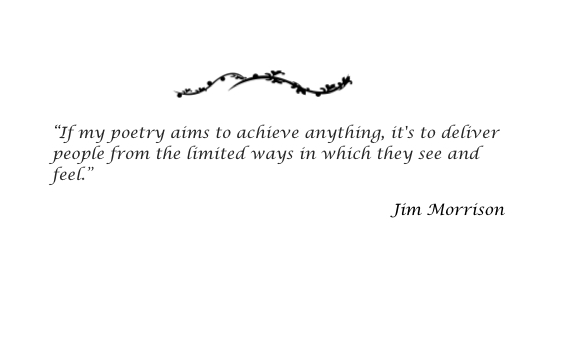 “If my poetry aims to achieve anything, it's to deliver
people from the limited ways in which they see and
feel.”
Jim Morrison